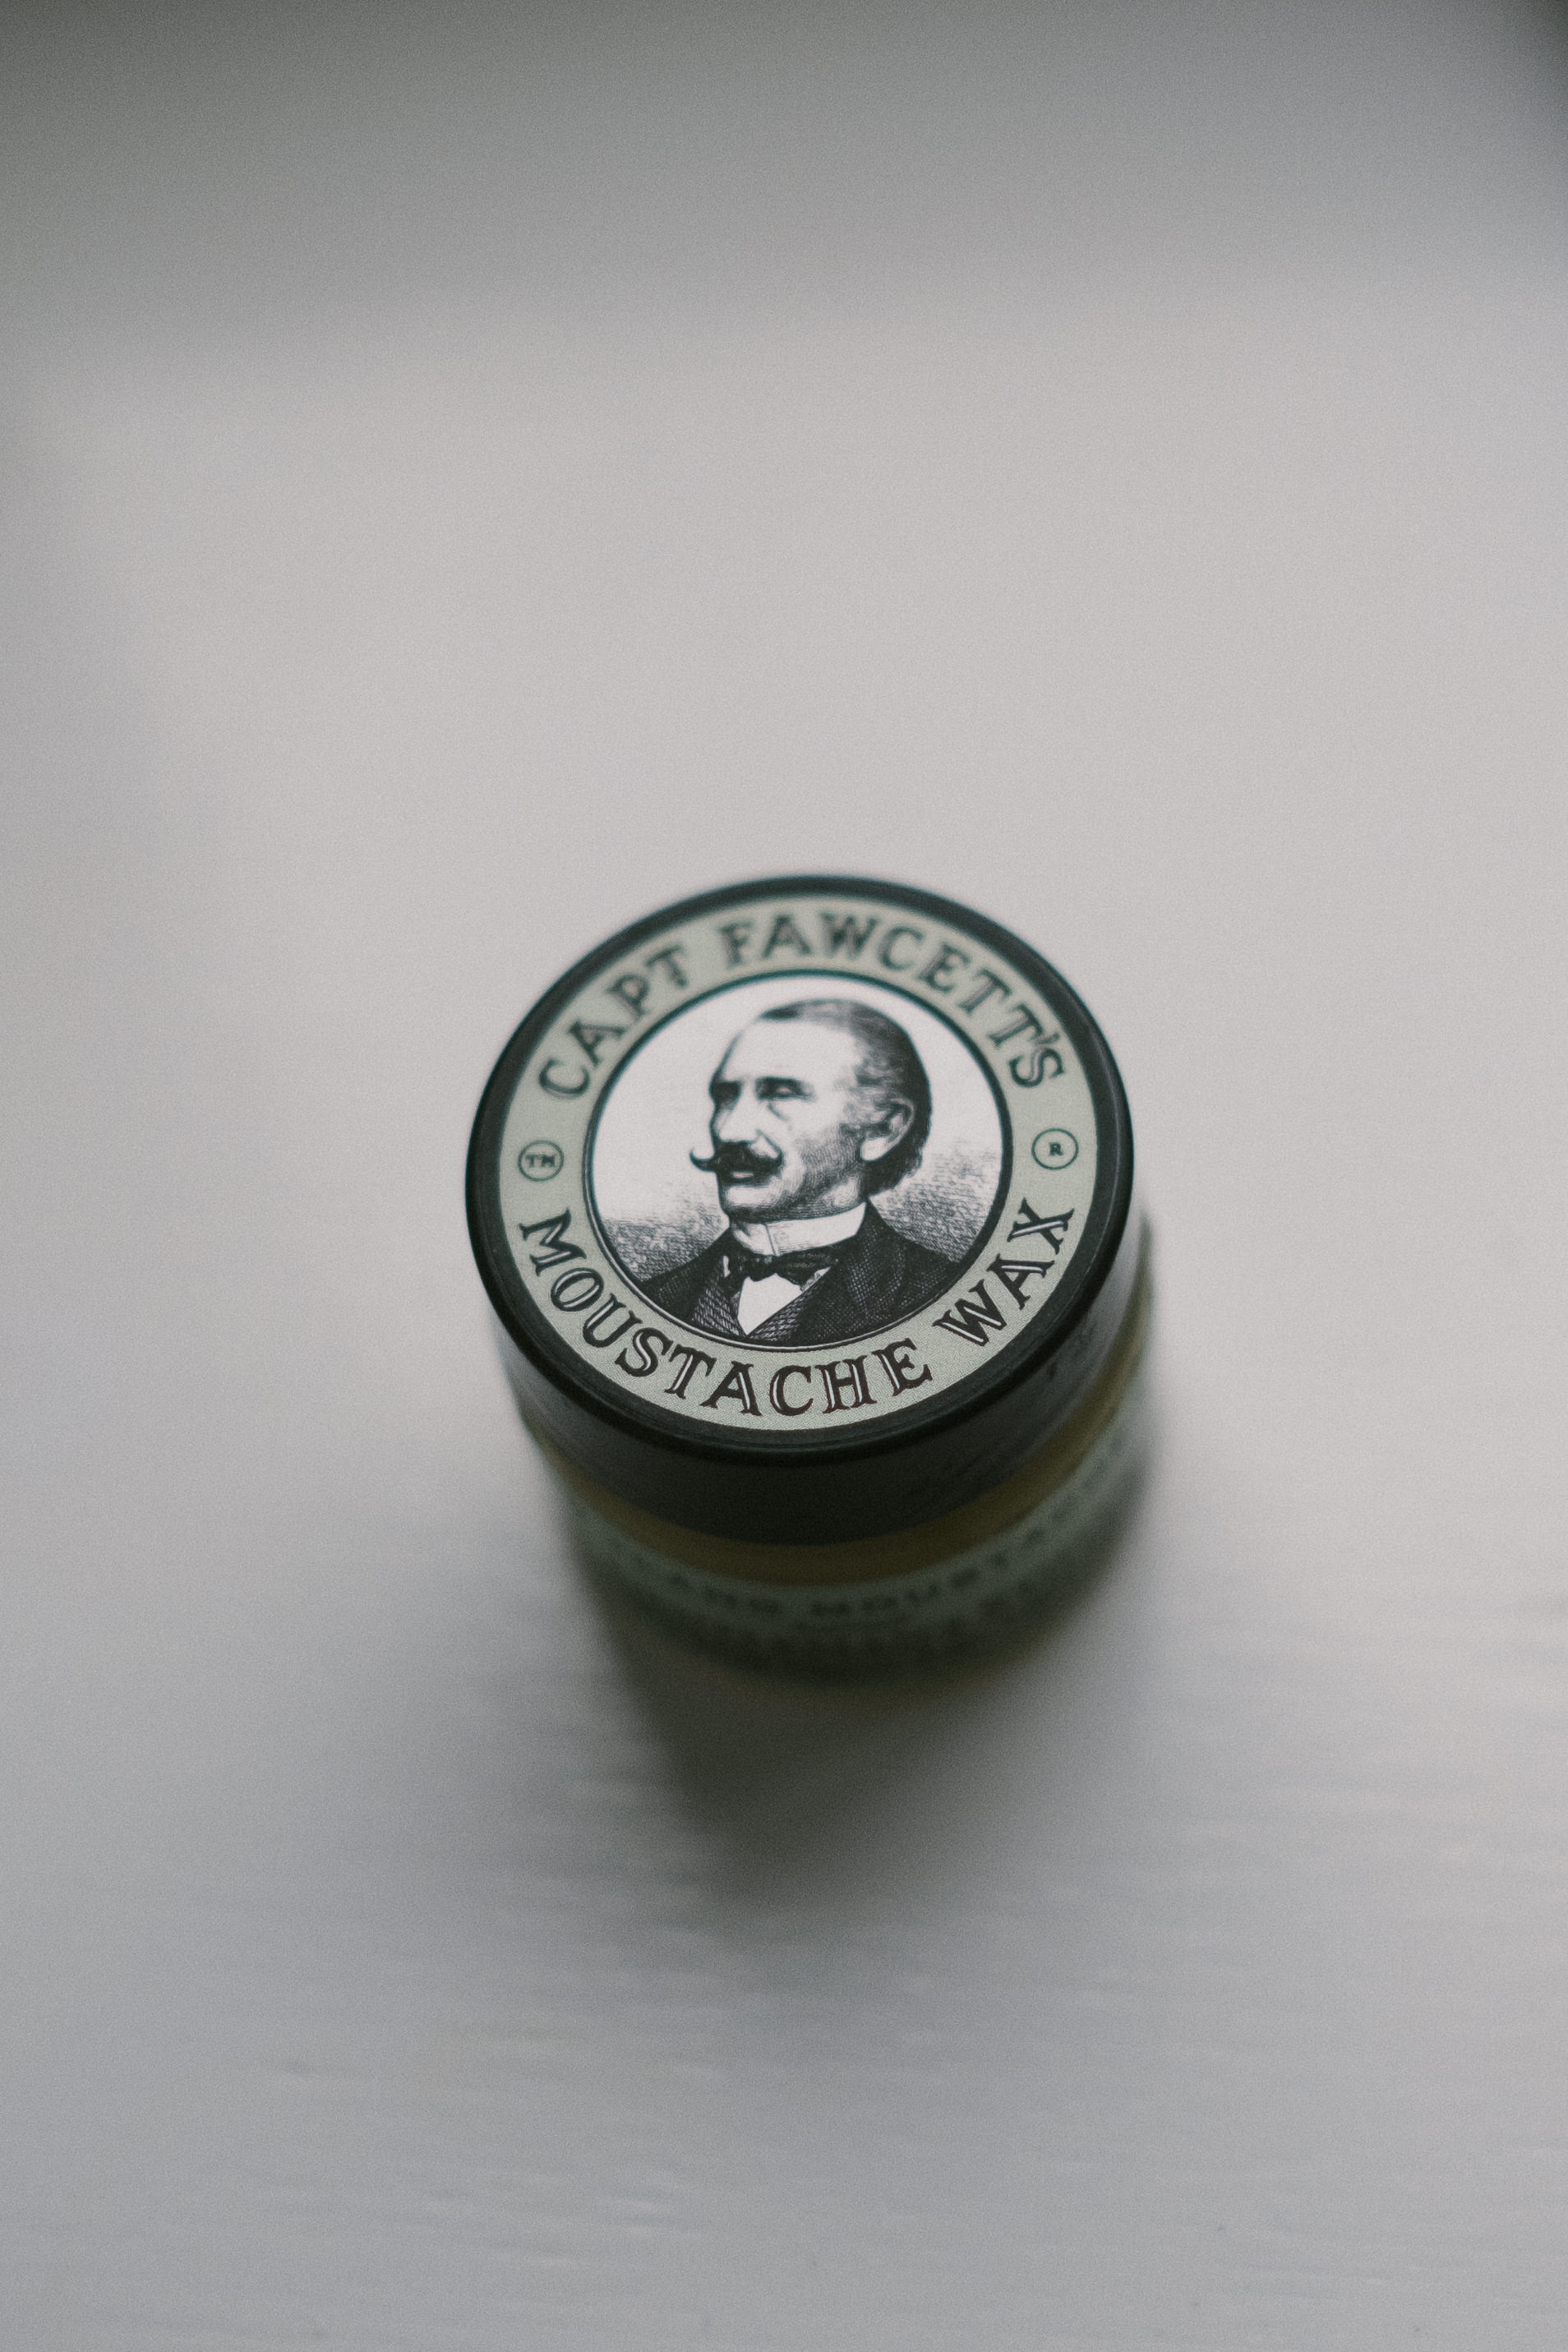 CAPT FAWCETT'S
TM
R
MOUSTACHE WAX